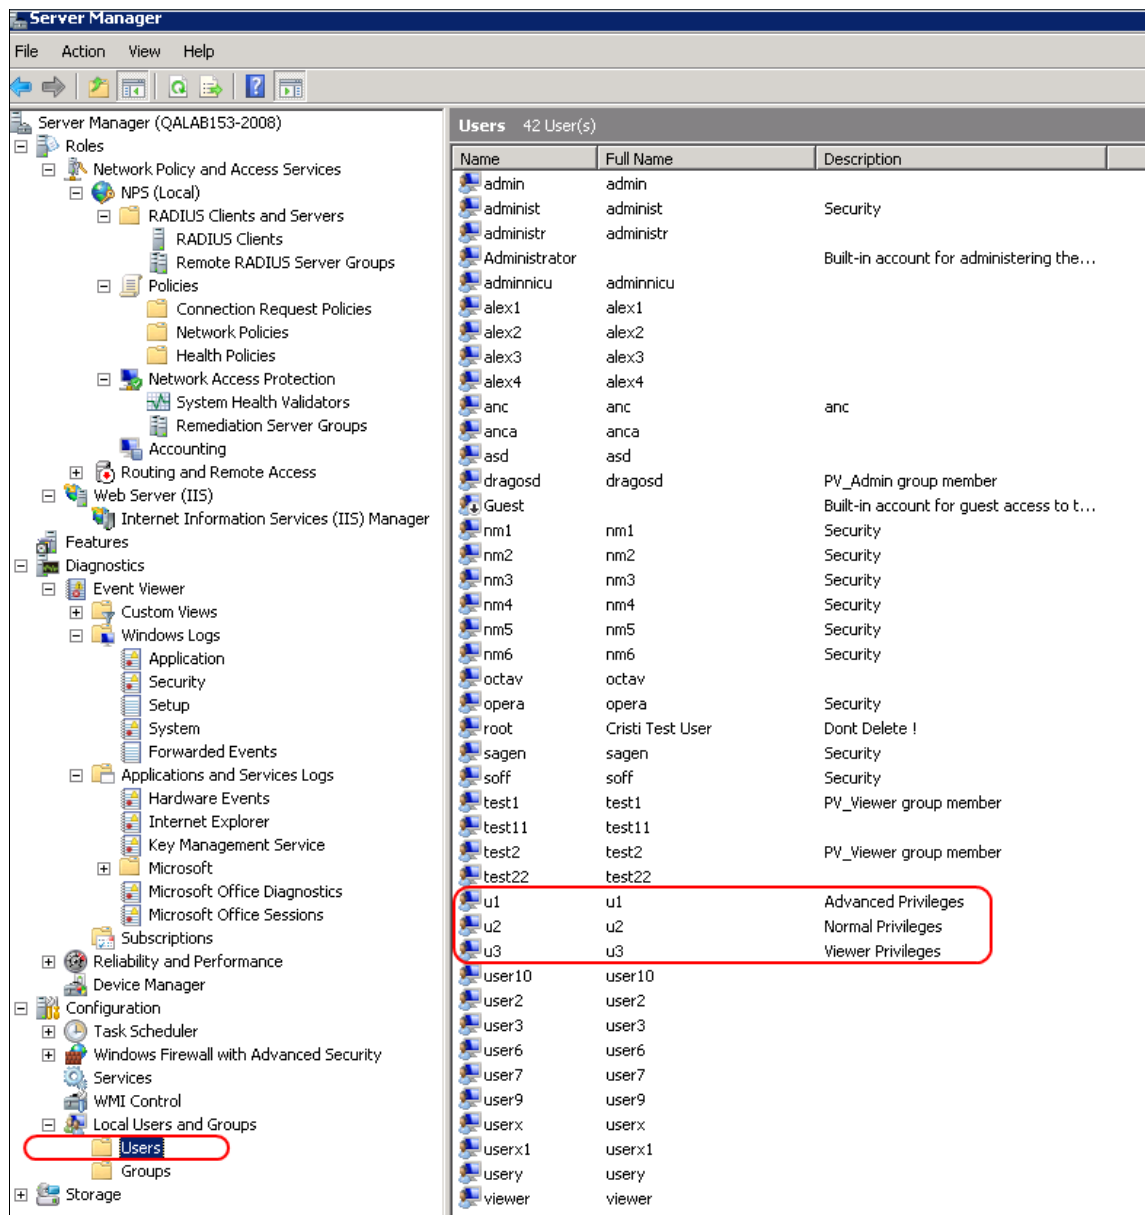 Server Manager
File Action View Help
Server Manager (QALAB153-2008)
Roles
Network Policy and Access Services
NPS (Local)
RADIUS Clients and Servers
RADIUS Clients
Remote RADIUS Server Groups
Policies
Connection Request Policies
Network Policies
Health Policies
Network Access Protection
System Health Validators
Remediation Server Groups
Accounting
Routing and Remote Access
Web Server (IIS)
Internet Information Services (IIS) Manager
Features
Diagnostics
Event Viewer
Custom Views
Windows Logs
Application
Security
Setup
System
Forwarded Events
Applications and Services Logs
Hardware Events
Internet Explorer
Key Management Service
Microsoft
Microsoft Office Diagnostics
Microsoft Office Sessions
Subscriptions
Reliability and Performance
Device Manager
Configuration
Task Scheduler
Windows Firewall with Advanced Security
Services
WMI Control
Local Users and Groups
Users
Groups
Storage
Users 42 User(s)
Name Full Name Description
admin admin
administ administ Security
administr administr
Administrator Built-in account for administering the...
adminnicu adminnicu
alex1 alex1
alex2 alex2
alex3 alex3
alex4 alex4
anc anc anc
anca anca
asd asd
dragosd dragosd PV_Admin group member
Guest Built-in account for guest access to t...
nm1 nm1 Security
nm2 nm2 Security
nm3 nm3 Security
nm4 nm4 Security
nm5 nm5 Security
nm6 nm6 Security
octav octav
opera opera Security
root Cristi Test User Dont Delete !
sagen sagen Security
soff soff Security
test1 test1 PV_Viewer group member
test11 test11
test2 test2 PV_Viewer group member
test22 test22
u1 u1 Advanced Privileges
u2 u2 Normal Privileges
u3 u3 Viewer Privileges
user10 user10
user2 user2
user3 user3
user6 user6
user7 user7
user9 user9
userx userx
userx1 userx1
usery usery
viewer viewer